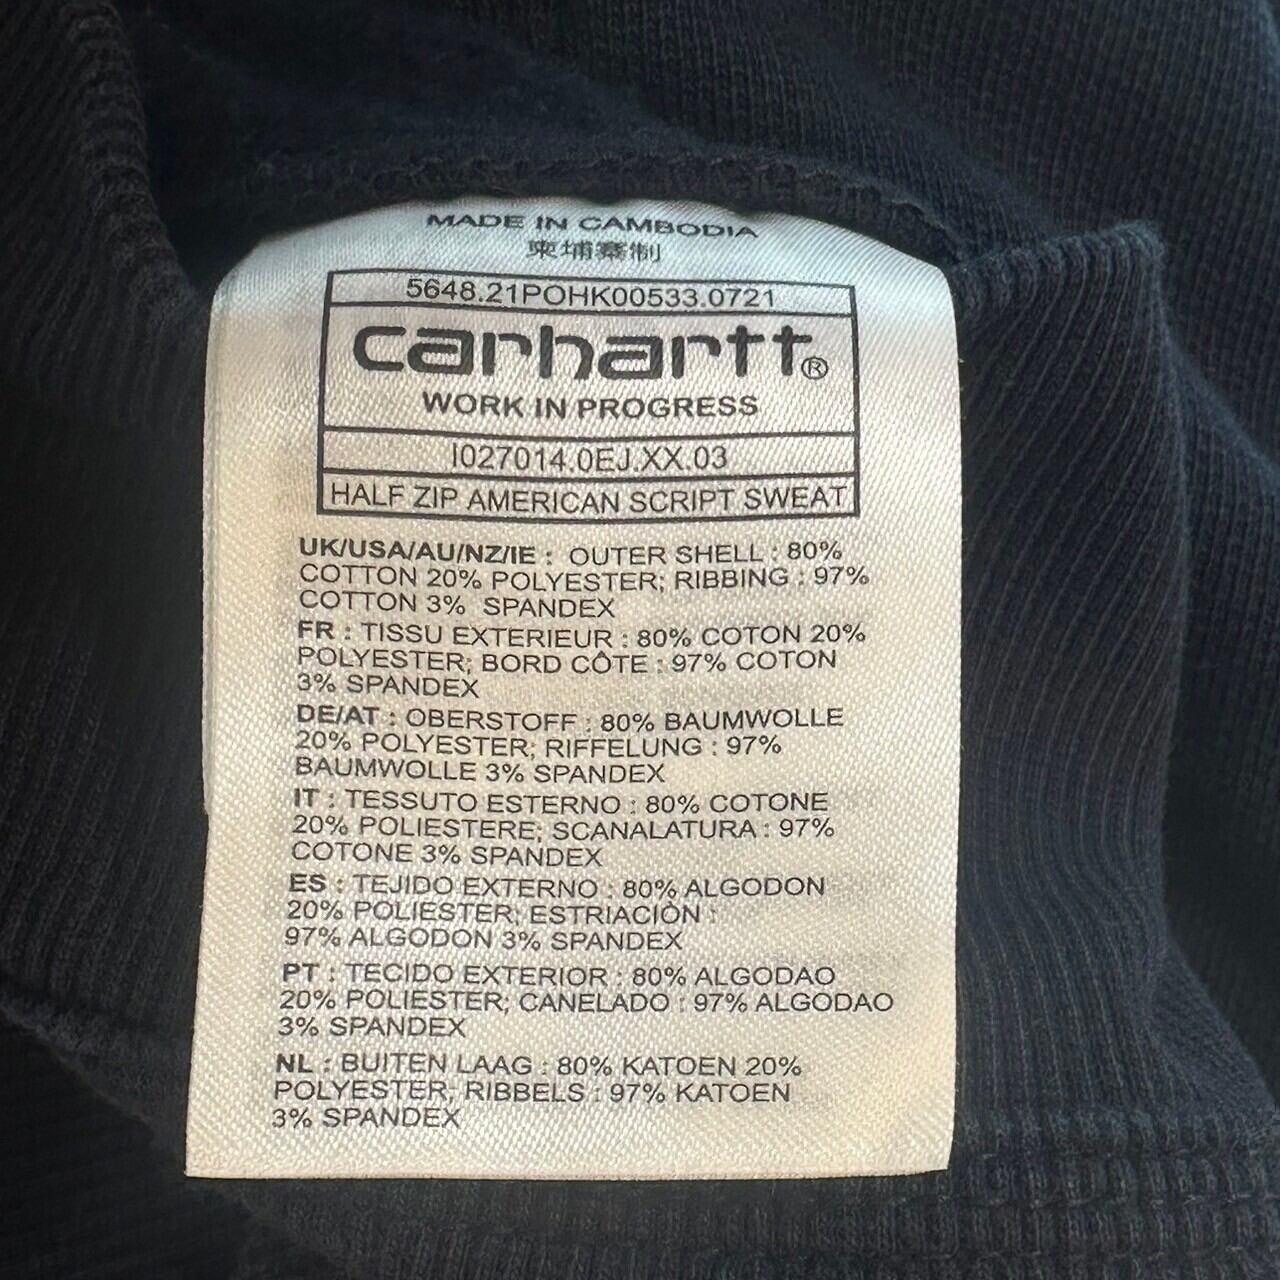 MADE IN CAMBODIA
柬埔寨制
5648.21POHK00533.0721
carhartt®
WORK IN PROGRESS
I027014.0EJ.XX.03
HALF ZIP AMERICAN SCRIPT SWEAT
UK/USA/AU/NZ/IE : OUTER SHELL : 80%
COTTON 20% POLYESTER; RIBBING : 97%
COTTON 3% SPANDEX
FR : TISSU EXTERIEUR : 80% COTON 20%
POLYESTER; BORD CÔTE : 97% COTON
3% SPANDEX
DE/AT : OBERSTOFF : 80% BAUMWOLLE
20% POLYESTER; RIFFELUNG : 97%
BAUMWOLLE 3% SPANDEX
IT : TESSUTO ESTERNO : 80% COTONE
20% POLIESTERE; SCANALATURA : 97%
COTONE 3% SPANDEX
ES : TEJIDO EXTERNO : 80% ALGODON
20% POLIESTER; ESTRIACIÒN :
97% ALGODON 3% SPANDEX
PT : TECIDO EXTERIOR : 80% ALGODAO
20% POLIESTER; CANELADO : 97% ALGODAO
3% SPANDEX
NL : BUITEN LAAG : 80% KATOEN 20%
POLYESTER; RIBBELS : 97% KATOEN
3% SPANDEX